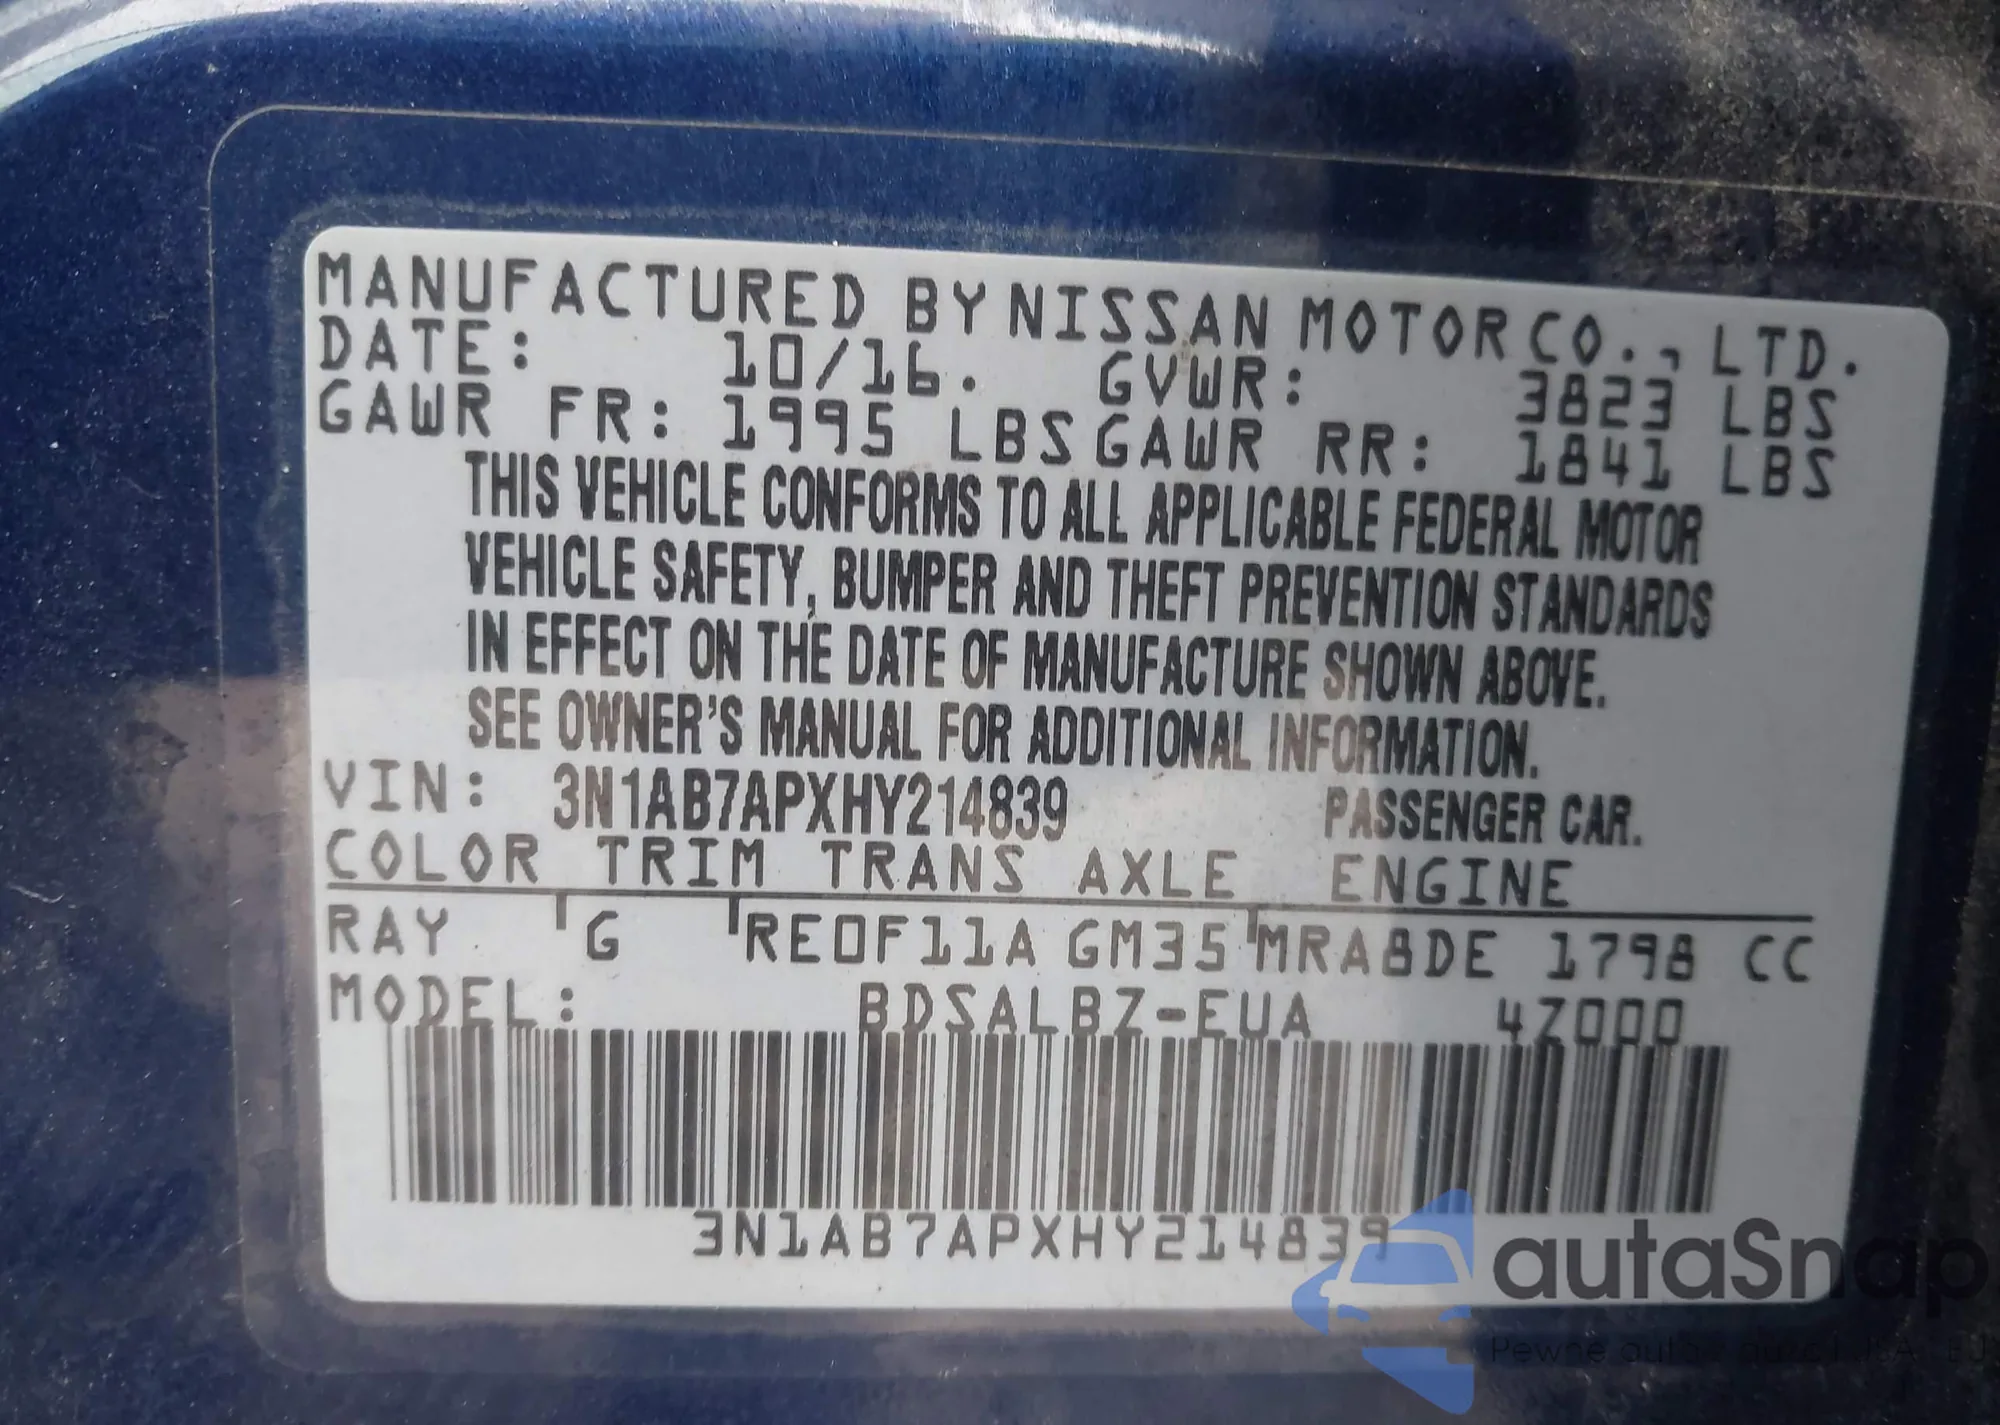 MANUFACTURED BY NISSAN MOTOR CO., LTD.
DATE: 10/16. GVWR: 3823 LBS
GAWR FR: 1995 LBS GAWR RR: 1841 LBS
THIS VEHICLE CONFORMS TO ALL APPLICABLE FEDERAL MOTOR
VEHICLE SAFETY, BUMPER AND THEFT PREVENTION STANDARDS
IN EFFECT ON THE DATE OF MANUFACTURE SHOWN ABOVE.
SEE OWNER'S MANUAL FOR ADDITIONAL INFORMATION.
VIN: 3N1AB7APXHY214839 PASSENGER CAR.
COLOR TRIM TRANS AXLE ENGINE
RAY G RE0F11A GM35 MRA8DE 1798 CC
MODEL: BDSALBZ-EUA 4Z000
3N1AB7APXHY214839
autaSnap
Pewne auta z